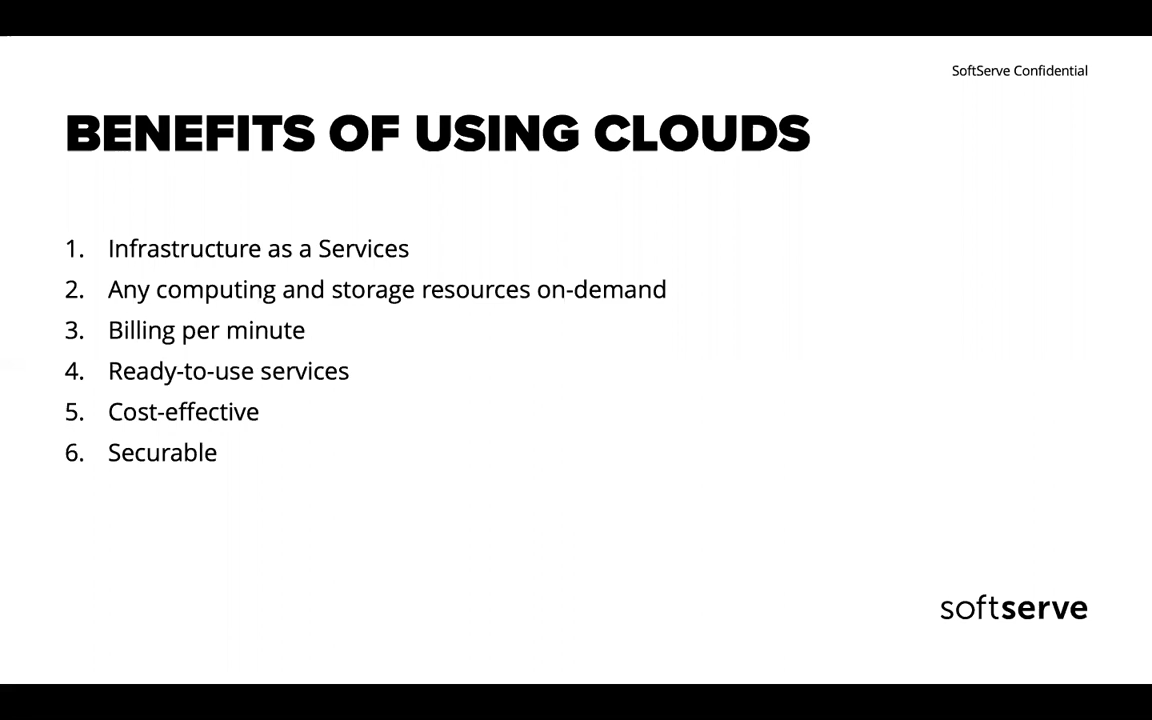 SoftServe Confidential
BENEFITS OF USING CLOUDS
1. Infrastructure as a Services
2. Any computing and storage resources on-demand
3. Billing per minute
4. Ready-to-use services
5. Cost-effective
6. Securable
softserve